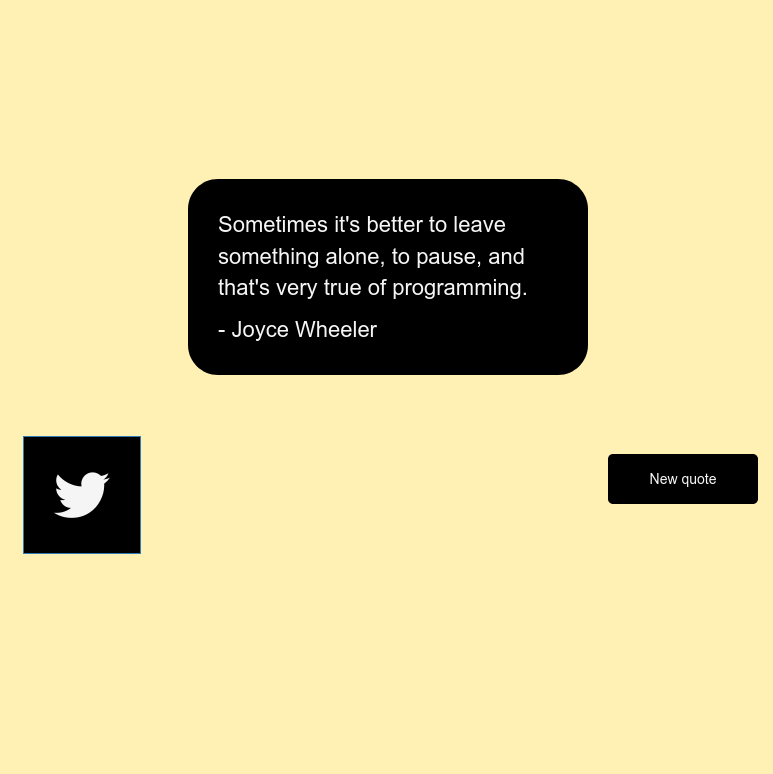 Sometimes it's better to leave
something alone, to pause, and
that's very true of programming.
- Joyce Wheeler
New quote